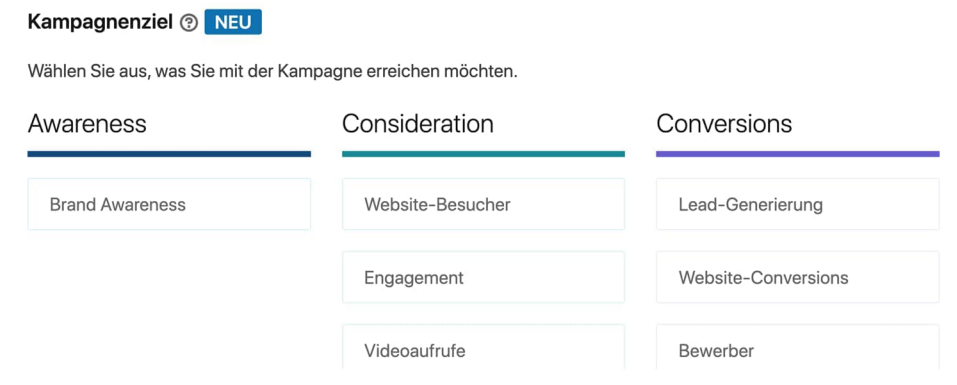 Kampagnenziel ? NEU
Wählen Sie aus, was Sie mit der Kampagne erreichen möchten.
Awareness Consideration Conversions
Brand Awareness Website-Besucher Lead-Generierung
Engagement Website-Conversions
Videoaufrufe Bewerber